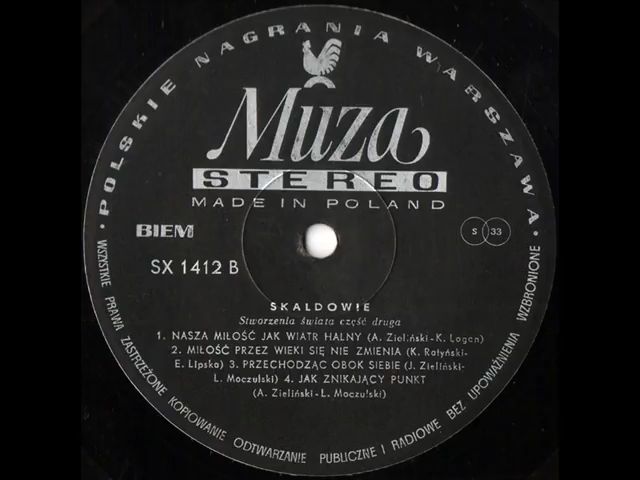 POLSKIE NAGRANIA WARSZAWA
Muza
STEREO
MADE IN POLAND
BIEM
S 33
SX 1412 B
SKALDOWIE
Stworzenia świata część druga
1. NASZA MIŁOŚĆ JAK WIATR HALNY (A. Zieliński-K. Logan)
2. MIŁOŚĆ PRZEZ WIEKI SIĘ NIE ZMIENIA (K. Ratyński-
E. Lipska) 3. PRZECHODZĄC OBOK SIEBIE (J. Zieliński-
L. Moczulski) 4. JAK ZNIKAJĄCY PUNKT
(A. Zieliński-L. Moczulski)
WSZYSTKIE PRAWA ZASTRZEŻONE KOPIOWANIE ODTWARZANIE PUBLICZNE I RADIOWE BEZ UPOWAŻNIENIA WZBRONIONE